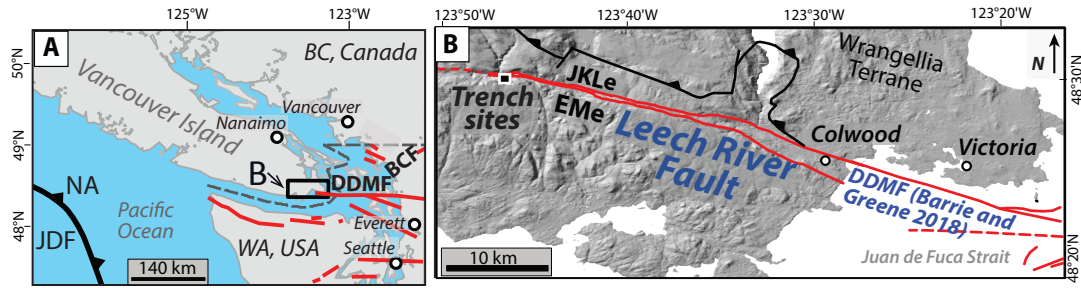 125°W
123°W
A
BC, Canada
50°N
49°N
48°N
Vancouver Island
Vancouver
Nanaimo
B
BCF
DDMF
NA
JDF
Pacific
Ocean
WA, USA
Everett
Seattle
140 km
123°50'W
123°40'W
123°30'W
123°20'W
B
Wrangellia
Terrane
N
48°30'N
48°20'N
JKLe
EMe
Trench
sites
Leech River
Fault
Colwood
Victoria
DDMF (Barrie and
Greene 2018)
Juan de Fuca Strait
10 km